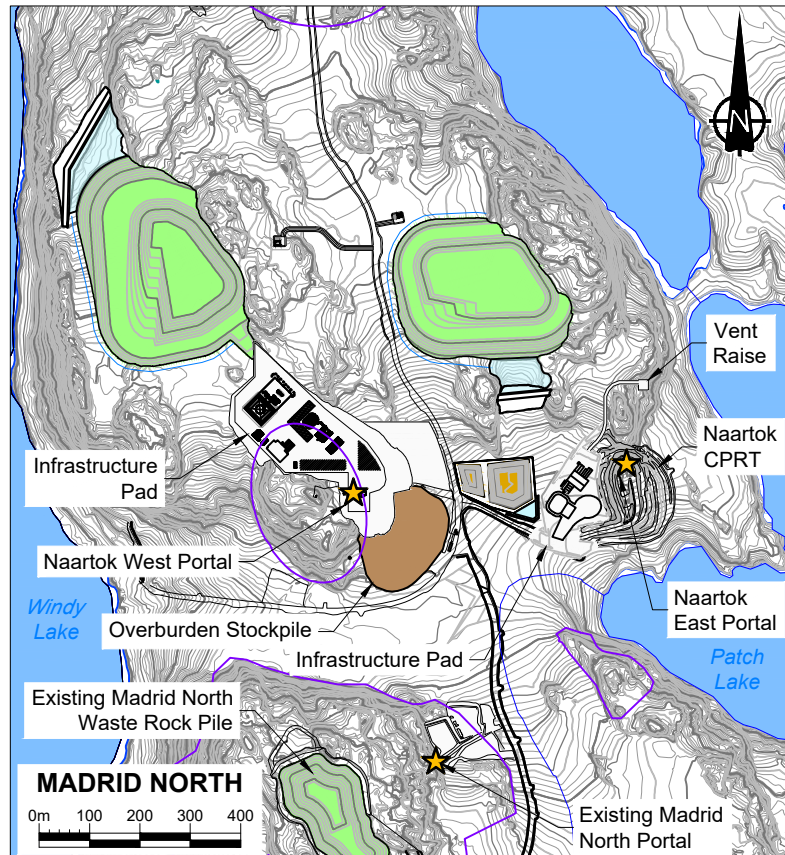 N
Vent
Raise
Naartok
CPRT
Infrastructure
Pad
Naartok West Portal
Windy
Lake
Overburden Stockpile
Infrastructure Pad
Naartok
East Portal
Patch
Lake
Existing Madrid North
Waste Rock Pile
MADRID NORTH
0m 100 200 300 400
Existing Madrid
North Portal